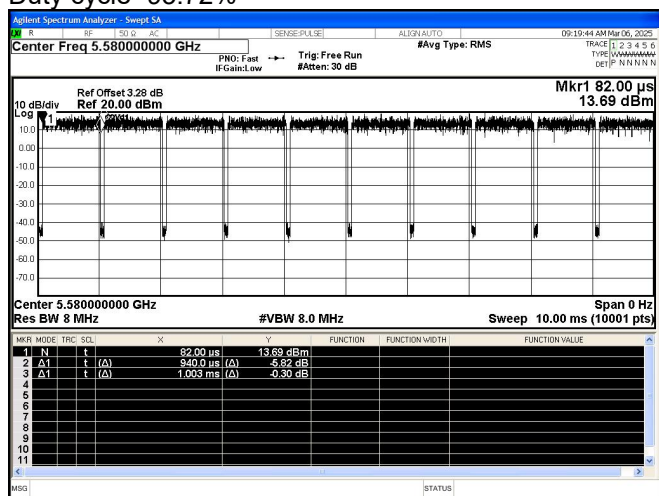 Duty cycle 93.72%
Agilent Spectrum Analyzer - Swept SA
R RF 50 Ω AC SENSE:PULSE ALIGN AUTO 09:19:44 AM Mar 06, 2025
Center Freq 5.580000000 GHz #Avg Type: RMS TRACE 1 2 3 4 5 6
PNO: Fast Trig: Free Run TYPE
IFGain:Low #Atten: 30 dB DET P N N N N N
Mkr1 82.00 µs
Ref Offset 3.28 dB
10 dB/div Ref 20.00 dBm 13.69 dBm
Log
1
10.0
0.00
-10.0
-20.0
-30.0
-40.0
-50.0
-60.0
-70.0
Center 5.580000000 GHz Span 0 Hz
Res BW 8 MHz #VBW 8.0 MHz Sweep 10.00 ms (10001 pts)
MKR MODE TRC SCL X Y FUNCTION FUNCTION WIDTH FUNCTION VALUE
1 N t 82.00 µs 13.69 dBm
2 Δ1 t (Δ) 940.0 µs (Δ) -5.82 dB
3 Δ1 t (Δ) 1.003 ms (Δ) -0.30 dB
4
5
6
7
8
9
10
11
MSG STATUS